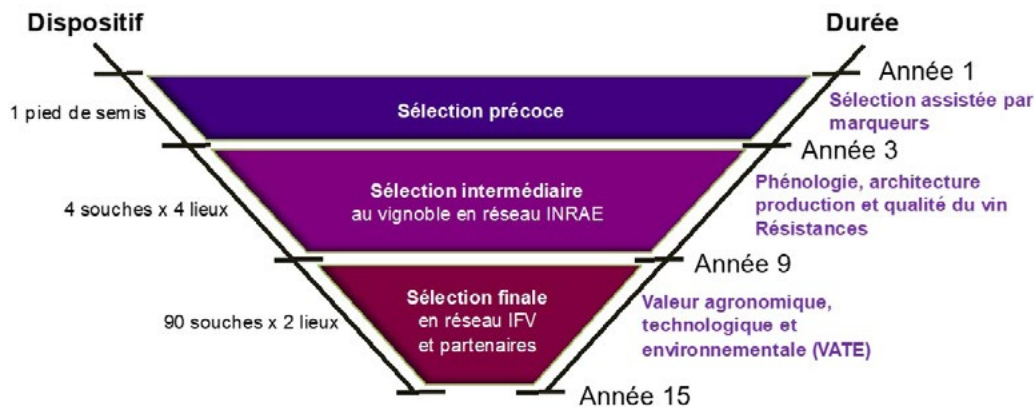 Dispositif
Durée
Année 1
1 pied de semis
Sélection précoce
Sélection assistée par
marqueurs
Année 3
4 souches x 4 lieux
Sélection intermédiaire
au vignoble en réseau INRAE
Phénologie, architecture
production et qualité du vin
Résistances
Année 9
90 souches x 2 lieux
Sélection finale
en réseau IFV
et partenaires
Valeur agronomique,
technologique et
environnementale (VATE)
Année 15